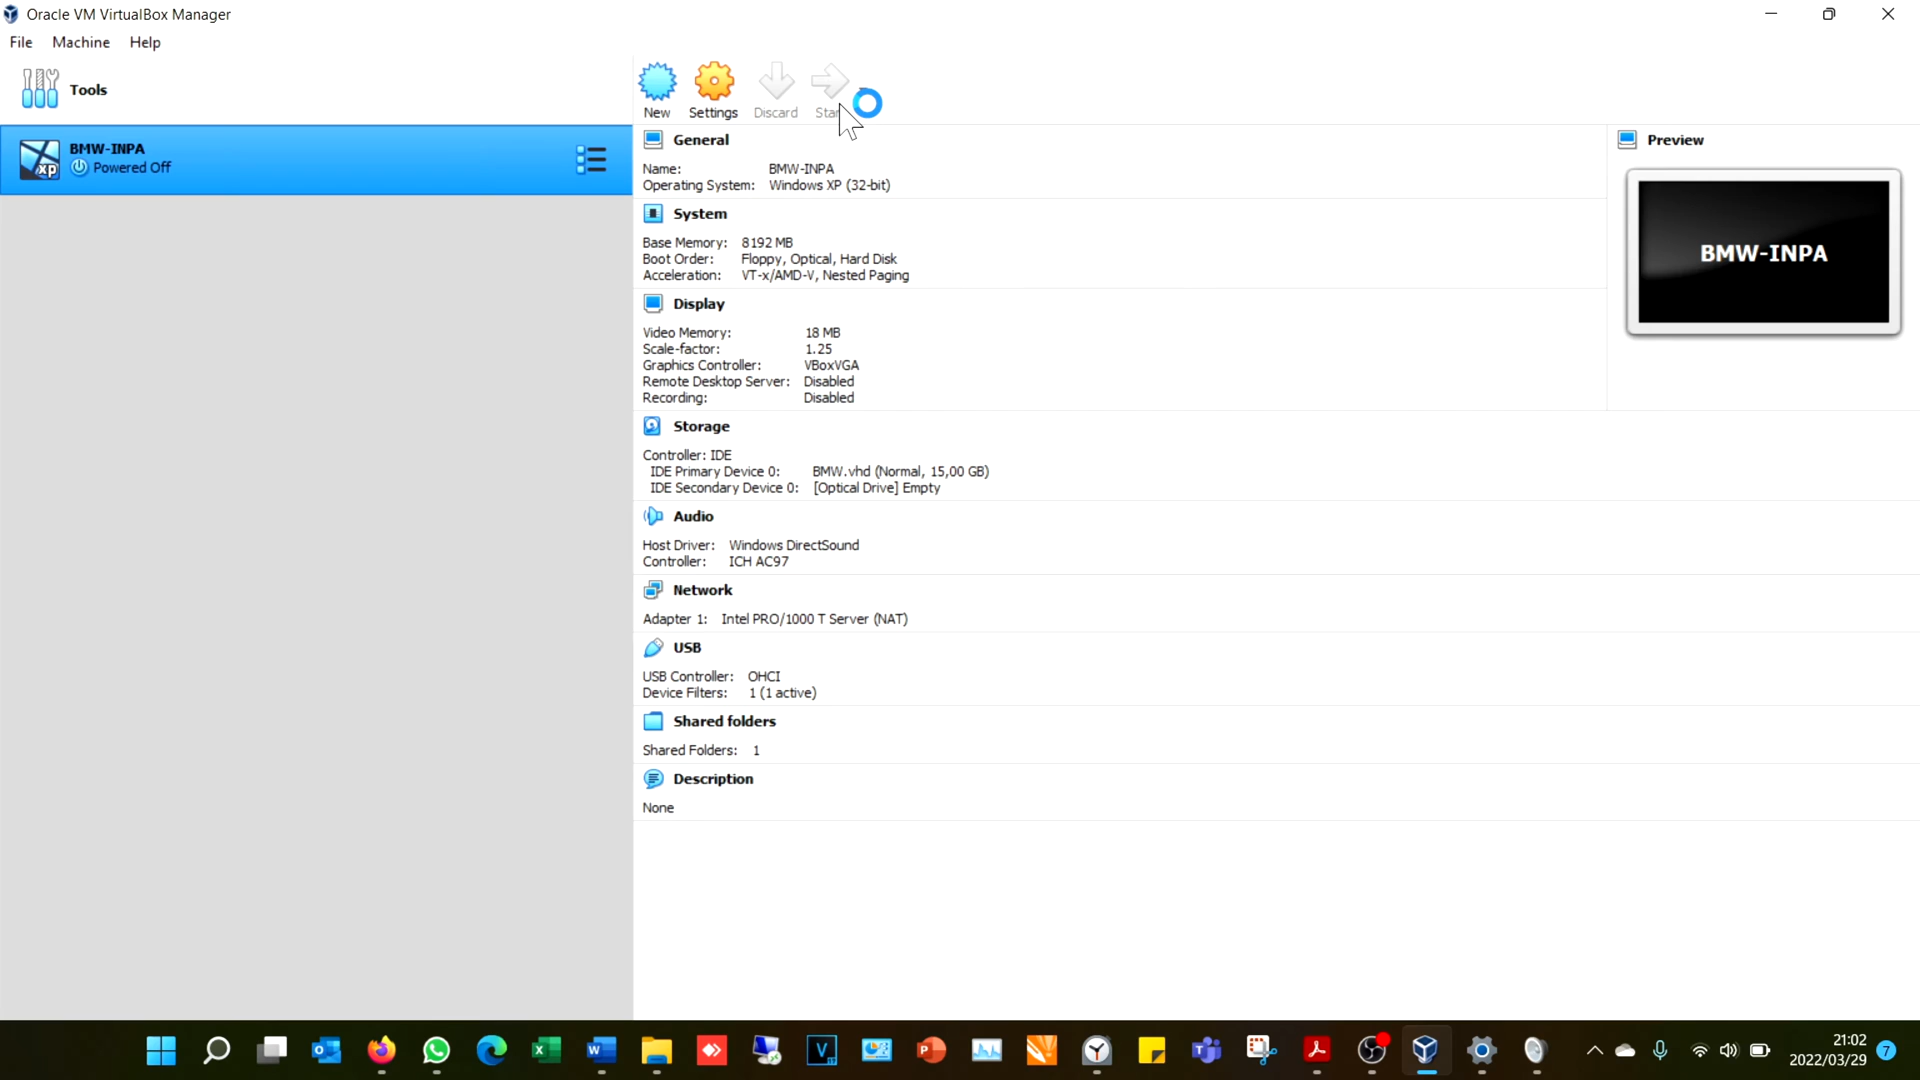 Oracle VM VirtualBox Manager
File Machine Help
Tools
New Settings Discard Start
BMW-INPA
Powered Off
General
Name: BMW-INPA
Operating System: Windows XP (32-bit)
Preview
BMW-INPA
System
Base Memory: 8192 MB
Boot Order: Floppy, Optical, Hard Disk
Acceleration: VT-x/AMD-V, Nested Paging
Display
Video Memory: 18 MB
Scale-factor: 1.25
Graphics Controller: VBoxVGA
Remote Desktop Server: Disabled
Recording: Disabled
Storage
Controller: IDE
IDE Primary Device 0: BMW.vhd (Normal, 15,00 GB)
IDE Secondary Device 0: [Optical Drive] Empty
Audio
Host Driver: Windows DirectSound
Controller: ICH AC97
Network
Adapter 1: Intel PRO/1000 T Server (NAT)
USB
USB Controller: OHCI
Device Filters: 1 (1 active)
Shared folders
Shared Folders: 1
Description
None
21:02
2022/03/29
7